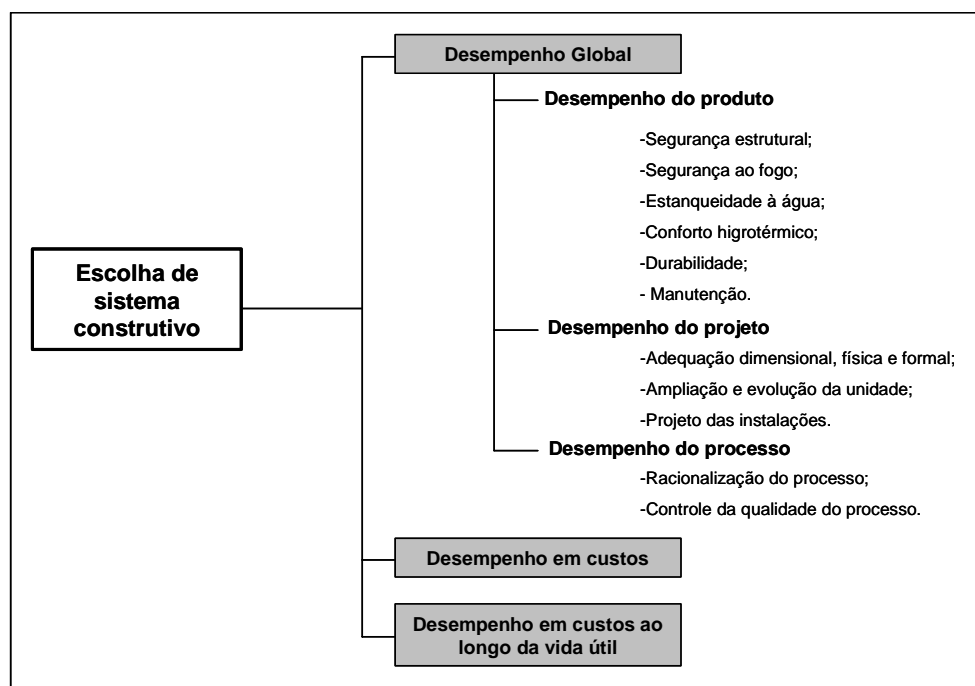 Desempenho Global
Desempenho do produto
-Segurança estrutural;
-Segurança ao fogo;
-Estanqueidade à água;
-Conforto higrotérmico;
-Durabilidade;
- Manutenção.
Escolha de
sistema
construtivo
Desempenho do projeto
-Adequação dimensional, física e formal;
-Ampliação e evolução da unidade;
-Projeto das instalações.
Desempenho do processo
-Racionalização do processo;
-Controle da qualidade do processo.
Desempenho em custos
Desempenho em custos ao
longo da vida útil